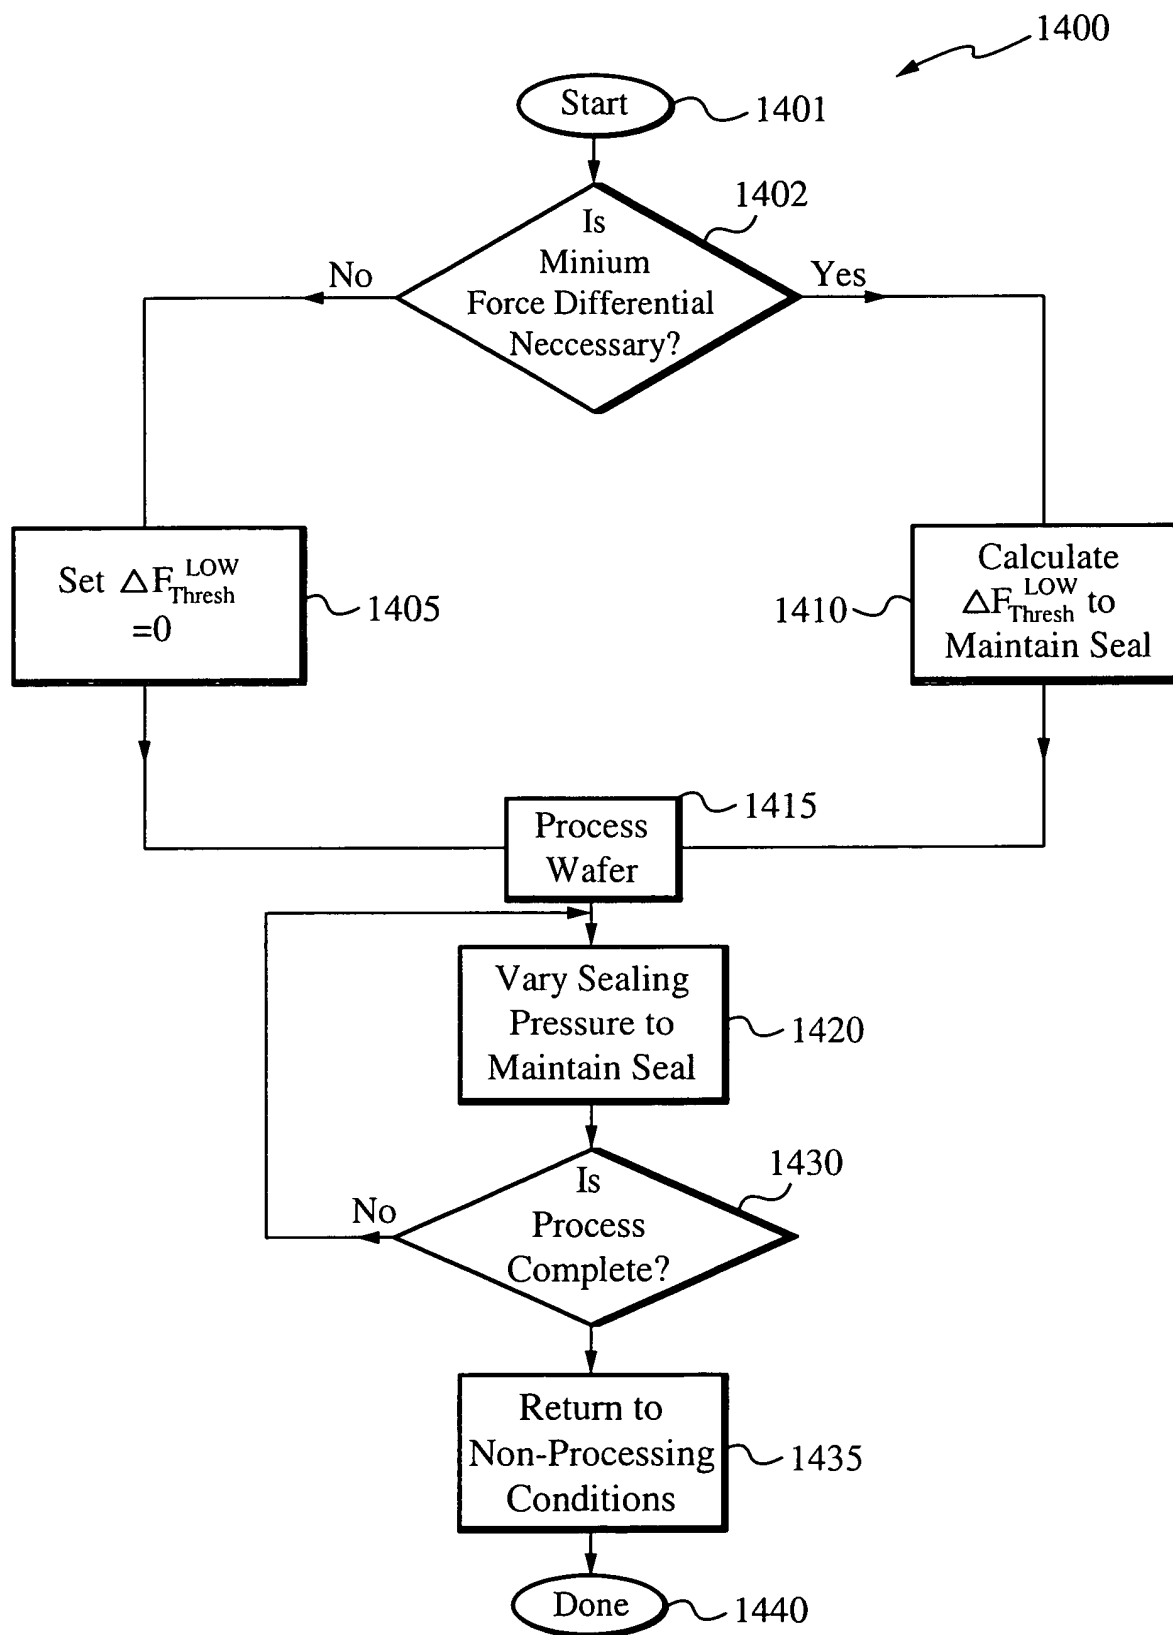 1400
Start
1401
1402
Is
Minium
Force Differential
Neccessary?
No
Yes
Set △F LOW Thresh
=0
1405
Calculate
△F LOW Thresh to
Maintain Seal
1410
Process
Wafer
1415
Vary Sealing
Pressure to
Maintain Seal
1420
Is
Process
Complete?
1430
No
Return to
Non-Processing
Conditions
1435
Done
1440